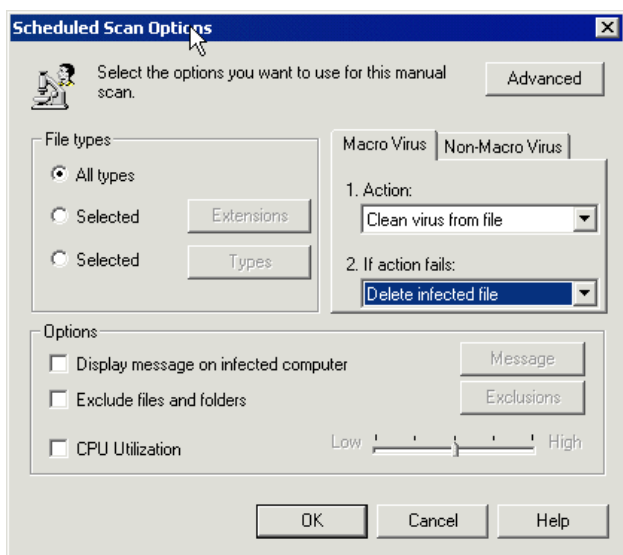 Scheduled Scan Options
Select the options you want to use for this manual
scan.
Advanced
File types
All types
Selected
Extensions
Selected
Types
Macro Virus
Non-Macro Virus
1. Action:
Clean virus from file
2. If action fails:
Delete infected file
Options
Display message on infected computer
Message
Exclude files and folders
Exclusions
CPU Utilization
Low
High
OK
Cancel
Help